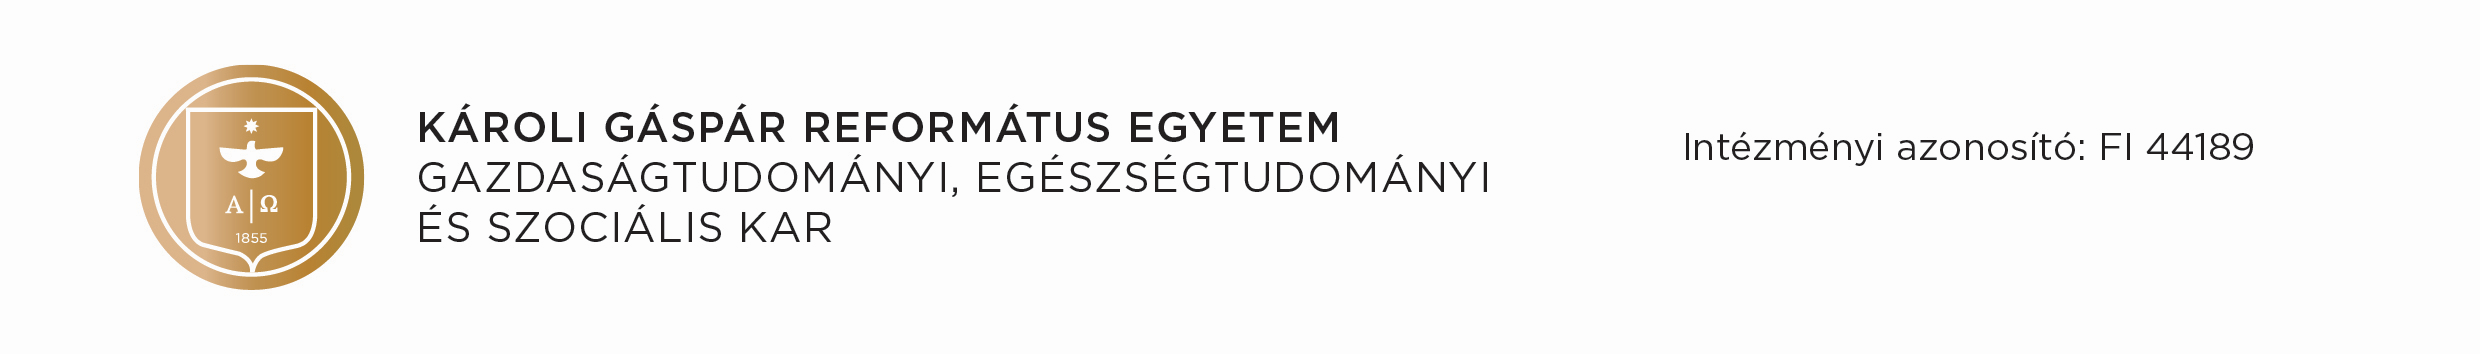 Α Ω
1855
KÁROLI GÁSPÁR REFORMÁTUS EGYETEM
GAZDASÁGTUDOMÁNYI, EGÉSZSÉGTUDOMÁNYI
ÉS SZOCIÁLIS KAR
Intézményi azonosító: FI 44189